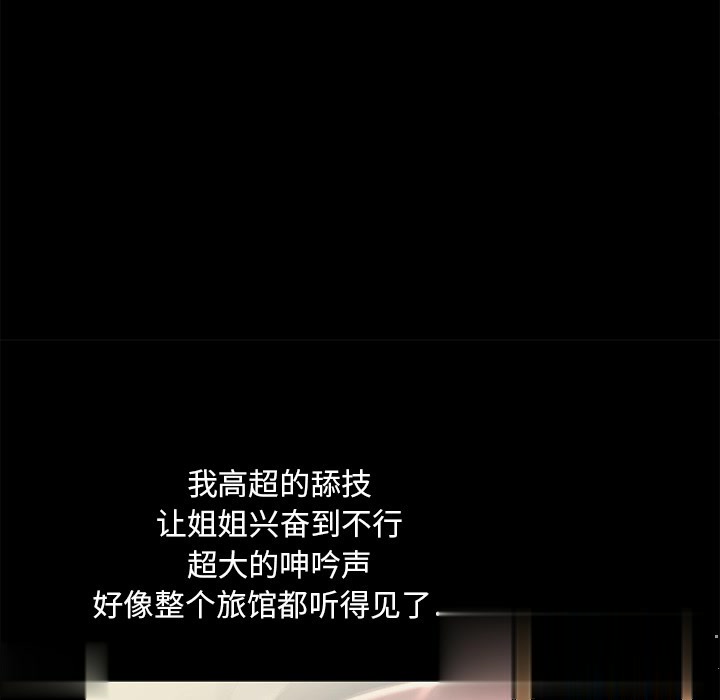 我高超的舔技
让姐姐兴奋到不行
超大的呻吟声
好像整个旅馆都听得见了.